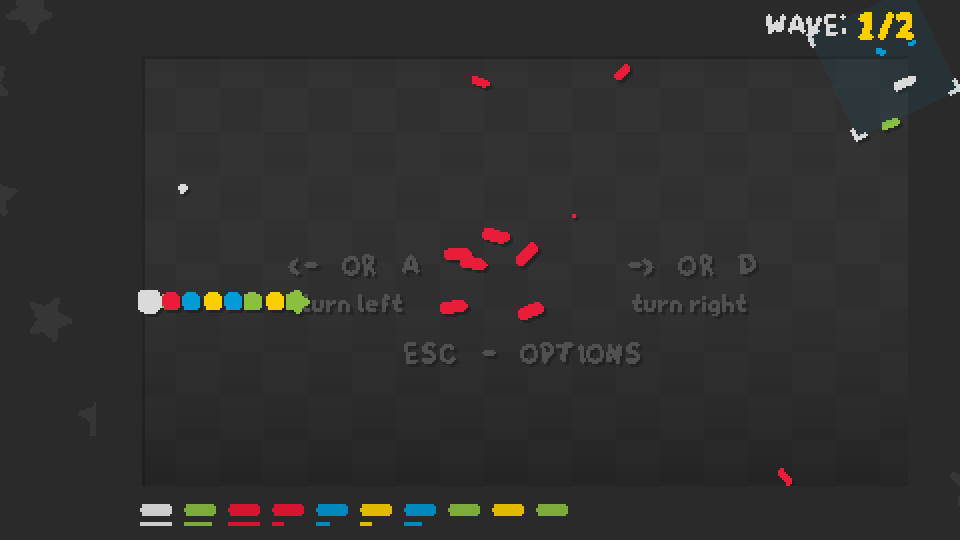 WAVE: 1/2
<- OR A
turn left
-> OR D
turn right
ESC - OPTIONS